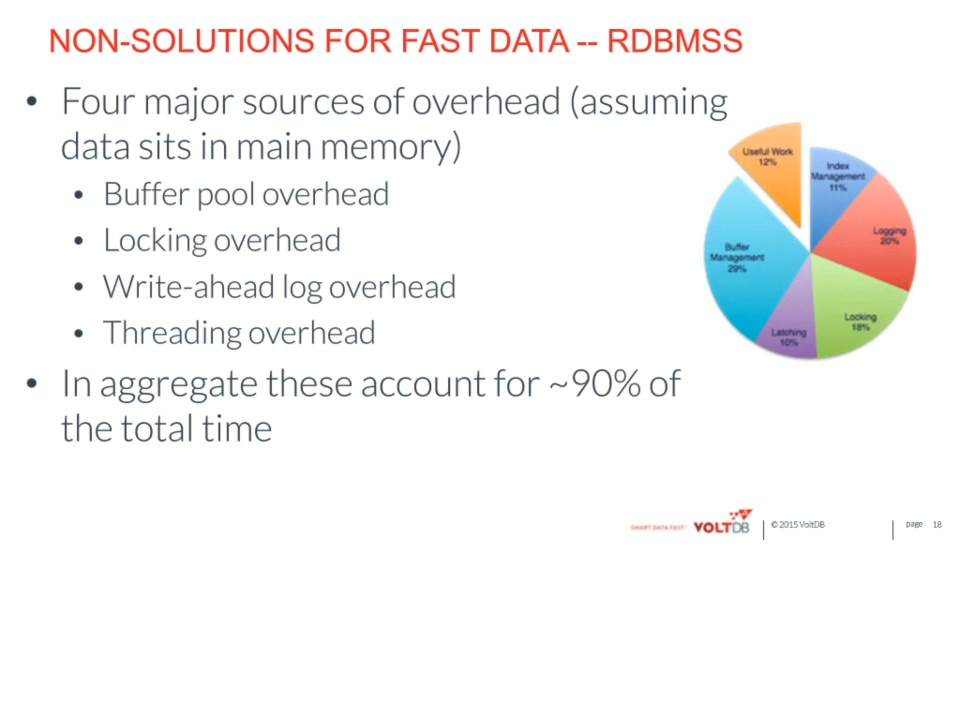 NON-SOLUTIONS FOR FAST DATA -- RDBMSS
• Four major sources of overhead (assuming
data sits in main memory)
• Buffer pool overhead
• Locking overhead
• Write-ahead log overhead
• Threading overhead
• In aggregate these account for ~90% of
the total time
Useful Work
12%
Index
Management
11%
Logging
20%
Buffer
Management
29%
Locking
18%
Latching
10%
SMART DATA FAST.
VOLTDB
© 2015 VoltDB
page 18